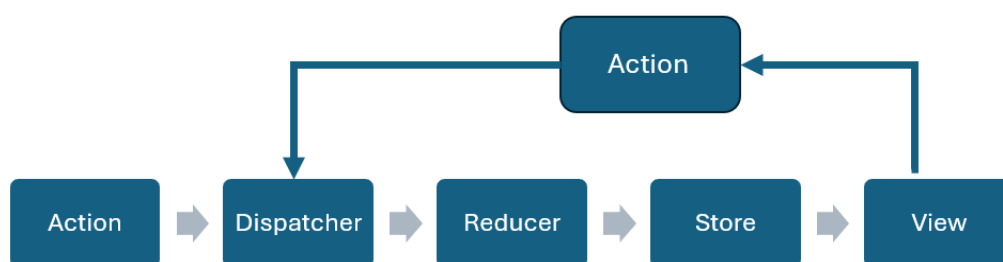 Action
Action
Dispatcher
Reducer
Store
View